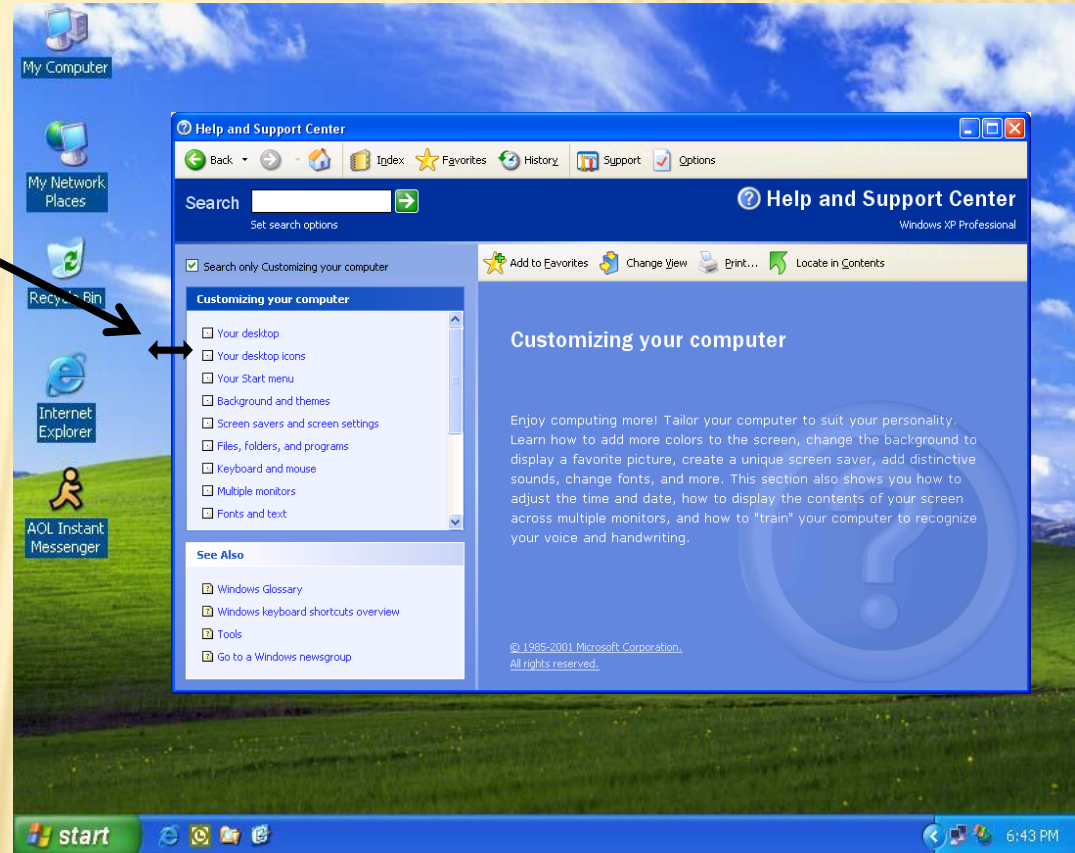 My Computer
My Network
Places
Recycle Bin
Internet
Explorer
AOL Instant
Messenger
Help and Support Center
Back
Index
Favorites
History
Support
Options
Search
Set search options
Help and Support Center
Windows XP Professional
Search only Customizing your computer
Customizing your computer
Your desktop
Your desktop icons
Your Start menu
Background and themes
Screen savers and screen settings
Files, folders, and programs
Keyboard and mouse
Multiple monitors
Fonts and text
See Also
Windows Glossary
Windows keyboard shortcuts overview
Tools
Go to a Windows newsgroup
Add to Eavorites
Change View
Print...
Locate in Contents
Customizing your computer
Enjoy computing more! Tailor your computer to suit your personality.
Learn how to add more colors to the screen, change the background to
display a favorite picture, create a unique screen saver, add distinctive
sounds, change fonts, and more. This section also shows you how to
adjust the time and date, how to display the contents of your screen
across multiple monitors, and how to "train" your computer to recognize
your voice and handwriting.
© 1985-2001 Microsoft Corporation.
All rights reserved.
start
6:43 PM